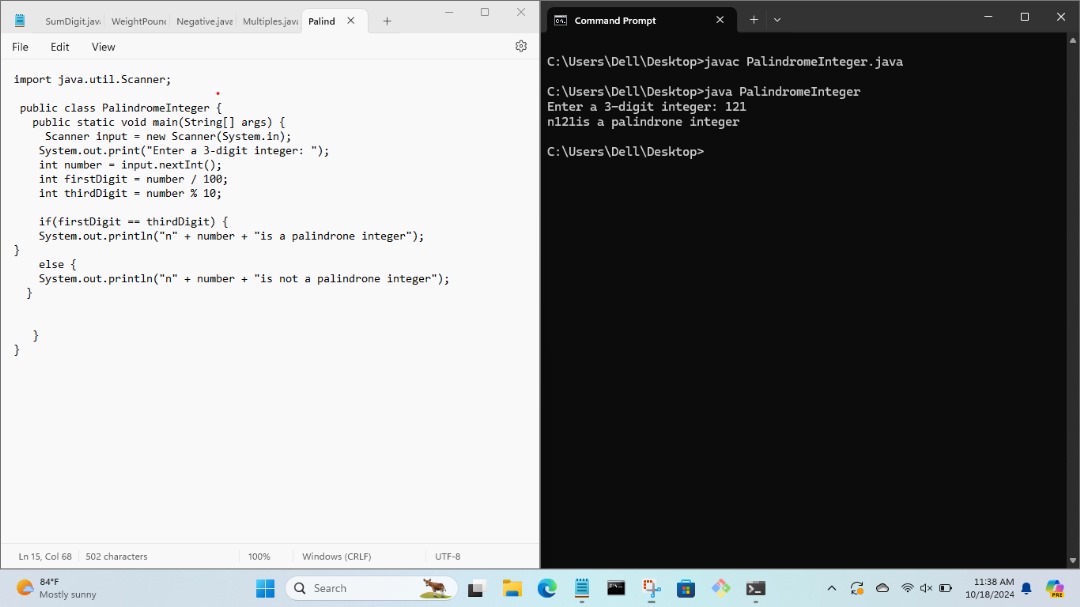 SumDigit.java WeightPoun Negative.java Multiples.java Palind
File Edit View
import java.util.Scanner;
public class PalindromeInteger {
public static void main(String[] args) {
Scanner input = new Scanner(System.in);
System.out.print("Enter a 3-digit integer: ");
int number = input.nextInt();
int firstDigit = number / 100;
int thirdDigit = number % 10;
if(firstDigit == thirdDigit) {
System.out.println("n" + number + "is a palindrone integer");
}
else {
System.out.println("n" + number + "is not a palindrone integer");
}
}
}
Ln 15, Col 68 502 characters 100% Windows (CRLF) UTF-8
Command Prompt
C:\Users\Dell\Desktop>javac PalindromeInteger.java
C:\Users\Dell\Desktop>java PalindromeInteger
Enter a 3-digit integer: 121
n121is a palindrone integer
C:\Users\Dell\Desktop>
84°F
Mostly sunny
Search
11:38 AM
10/18/2024
PRE